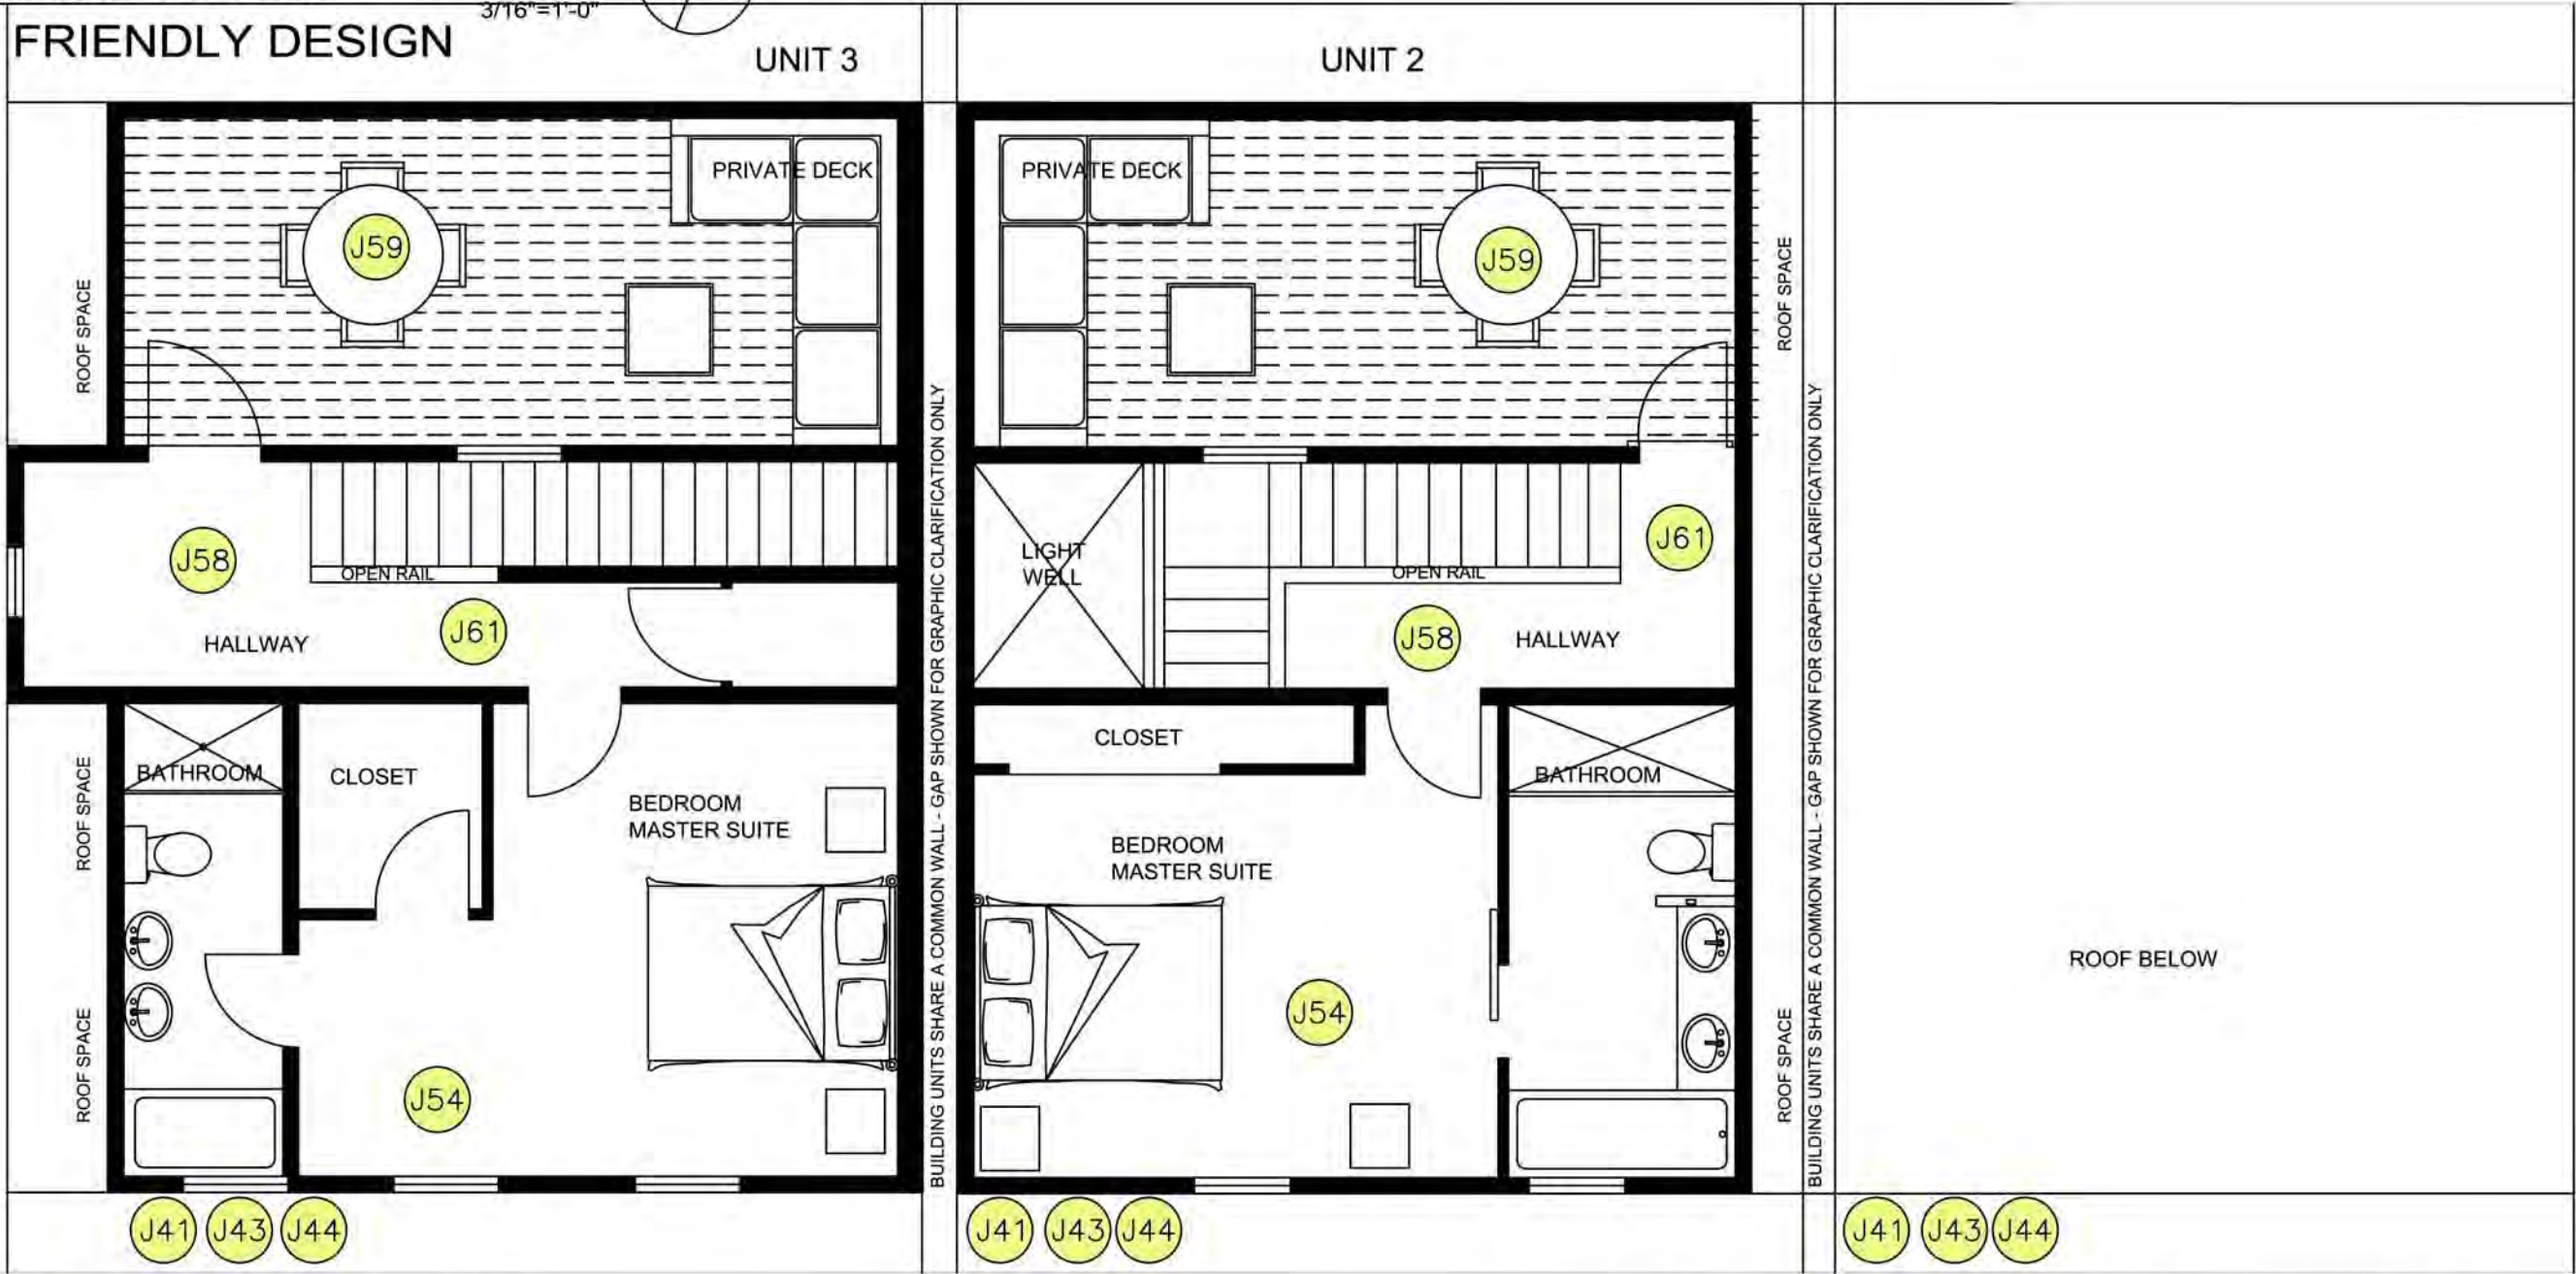 3/16"=1'-0"
FRIENDLY DESIGN
UNIT 3
UNIT 2
PRIVATE DECK
J59
ROOF SPACE
J58
OPEN RAIL
J61
HALLWAY
BATHROOM
CLOSET
BEDROOM
MASTER SUITE
ROOF SPACE
ROOF SPACE
J54
J41 J43 J44
BUILDING UNITS SHARE A COMMON WALL - GAP SHOWN FOR GRAPHIC CLARIFICATION ONLY
PRIVATE DECK
J59
ROOF SPACE
LIGHT
WELL
OPEN RAIL
J61
J58
HALLWAY
CLOSET
BATHROOM
BEDROOM
MASTER SUITE
J54
ROOF SPACE
J41 J43 J44
BUILDING UNITS SHARE A COMMON WALL - GAP SHOWN FOR GRAPHIC CLARIFICATION ONLY
ROOF BELOW
J41 J43 J44